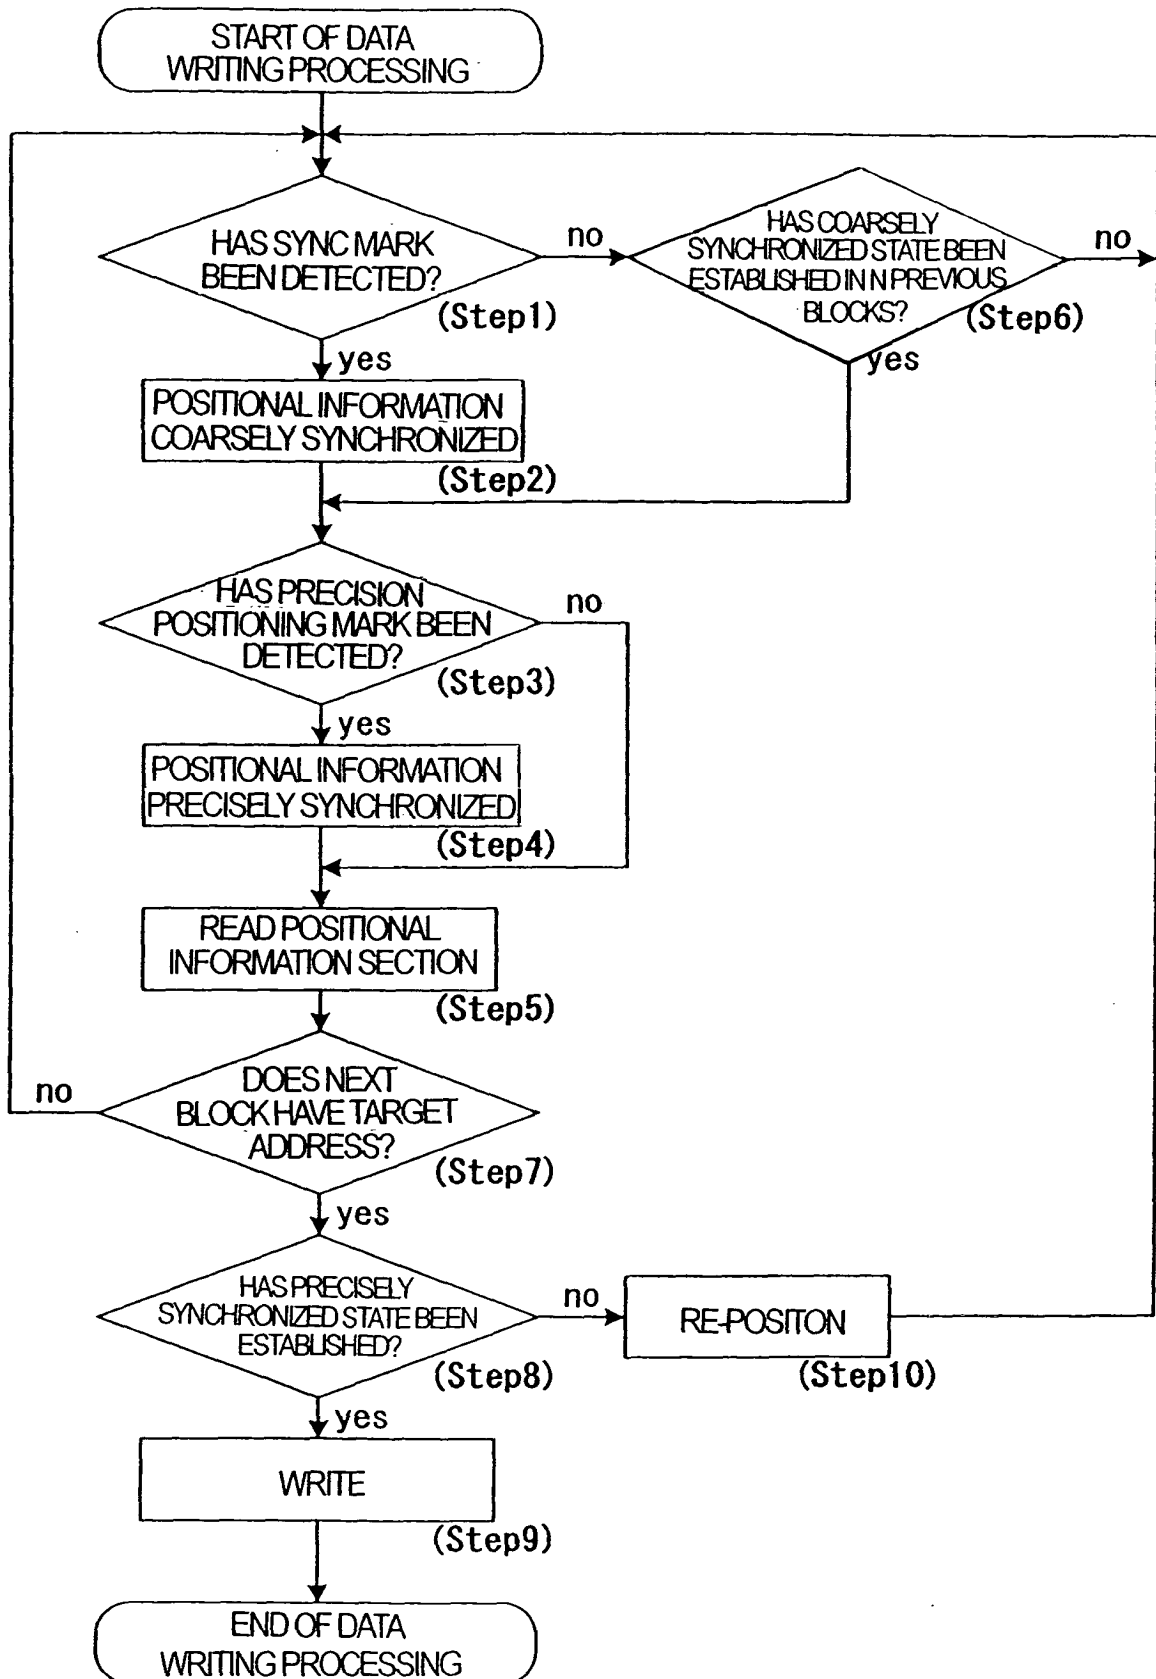 START OF DATA
WRITING PROCESSING
HAS SYNC MARK
BEEN DETECTED?
(Step1)
no
HAS COARSELY
SYNCHRONIZED STATE BEEN
ESTABLISHED IN N PREVIOUS
BLOCKS?
(Step6)
no
yes
yes
POSITIONAL INFORMATION
COARSELY SYNCHRONIZED
(Step2)
HAS PRECISION
POSITIONING MARK BEEN
DETECTED?
(Step3)
no
yes
POSITIONAL INFORMATION
PRECISELY SYNCHRONIZED
(Step4)
READ POSITIONAL
INFORMATION SECTION
(Step5)
no
DOES NEXT
BLOCK HAVE TARGET
ADDRESS?
(Step7)
yes
HAS PRECISELY
SYNCHRONIZED STATE BEEN
ESTABLISHED?
(Step8)
no
RE-POSITON
(Step10)
yes
WRITE
(Step9)
END OF DATA
WRITING PROCESSING